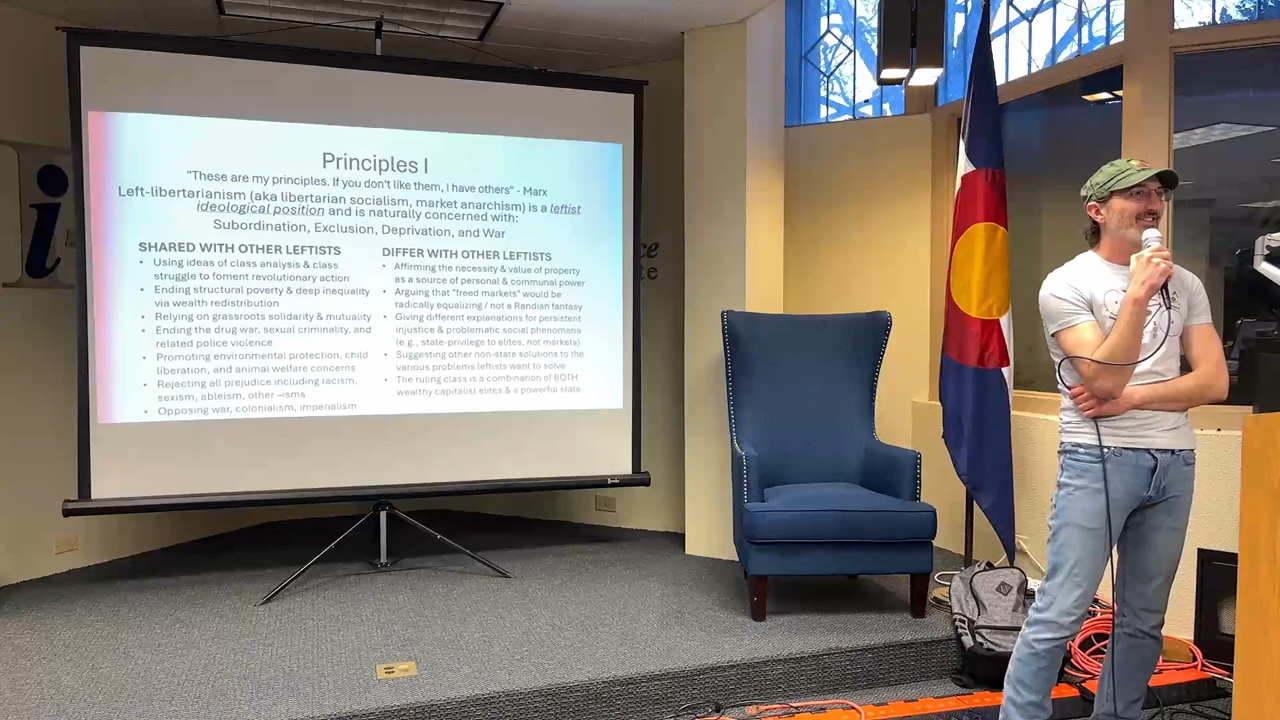 Principles I
"These are my principles. If you don't like them, I have others" - Marx
Left-libertarianism (aka libertarian socialism, market anarchism) is a leftist
ideological position and is naturally concerned with:
Subordination, Exclusion, Deprivation, and War
SHARED WITH OTHER LEFTISTS
• Using ideas of class analysis & class
struggle to foment revolutionary action
• Ending structural poverty & deep inequality
via wealth redistribution
• Relying on grassroots solidarity & mutuality
• Ending the drug war, sexual criminality, and
related police violence
• Promoting environmental protection, child
liberation, and animal welfare concerns
• Rejecting all prejudice including racism,
sexism, ableism, other –isms
• Opposing war, colonialism, imperialism
DIFFER WITH OTHER LEFTISTS
• Affirming the necessity & value of property
as a source of personal & communal power
• Arguing that "freed markets" would be
radically equalizing / not a Randian fantasy
• Giving different explanations for persistent
injustice & problematic social phenomena
(e.g., state-privilege to elites, not markets)
• Suggesting other non-state solutions to the
various problems leftists want to solve
• The ruling class is a combination of BOTH
wealthy capitalist elites & a powerful state